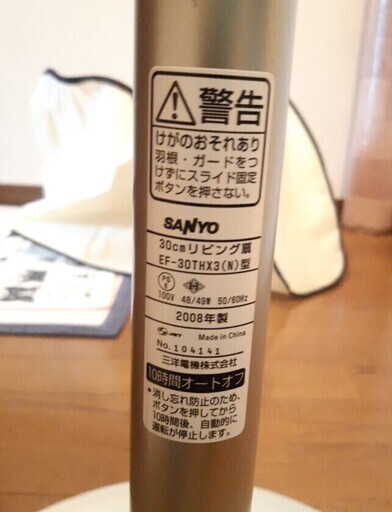 警告
けがのおそれあり
羽根・ガードをつ
けずにスライド固定
ボタンを押さない。
SANYO
30cmリビング扇
EF-30THX3(N)型
PS
E
100V 48/49W 50/60Hz
2008年製
Made in China
No. 104141
三洋電機株式会社
10時間オートオフ
●消し忘れ防止のため、
ボタンを押してから
10時間後、自動的に
運転が停止します。